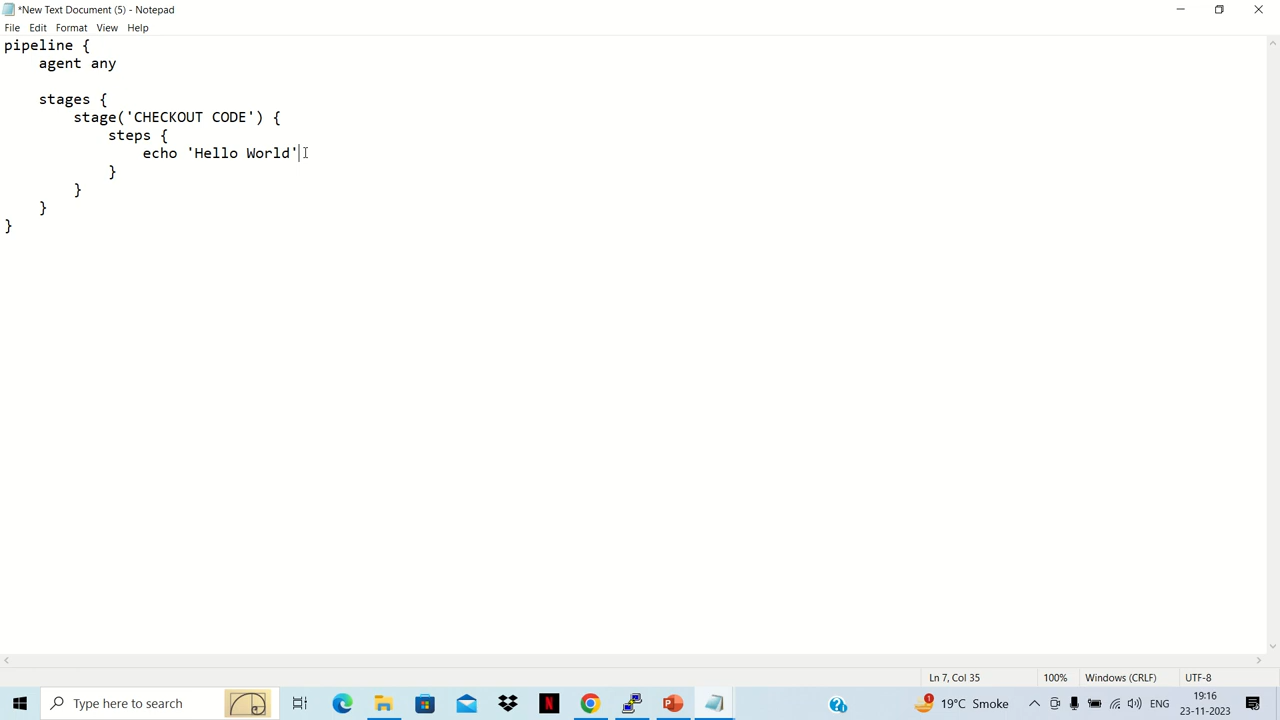 *New Text Document (5) - Notepad
File Edit Format View Help
pipeline {
    agent any

    stages {
        stage('CHECKOUT CODE') {
            steps {
                echo 'Hello World'
            }
        }
    }
}
Ln 7, Col 35 100% Windows (CRLF) UTF-8
Type here to search
19°C Smoke
ENG
19:16
23-11-2023